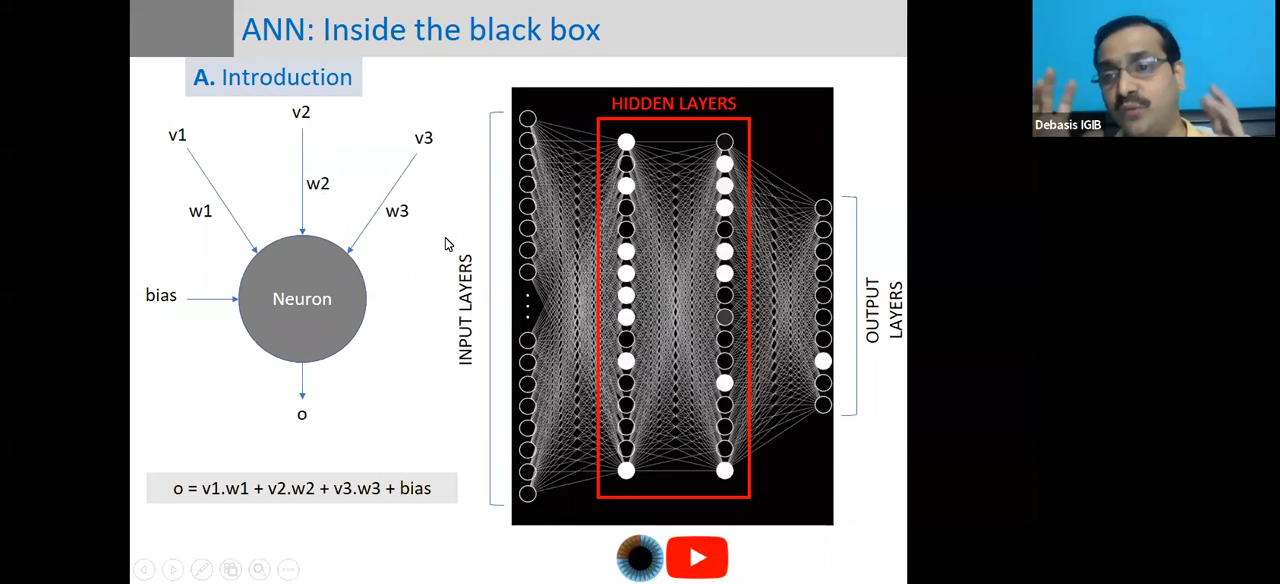 ANN: Inside the black box
A. Introduction
v2
v1
v3
w2
w1
w3
bias
Neuron
o
o = v1.w1 + v2.w2 + v3.w3 + bias
HIDDEN LAYERS
INPUT LAYERS
OUTPUT
LAYERS
Debasis IGIB